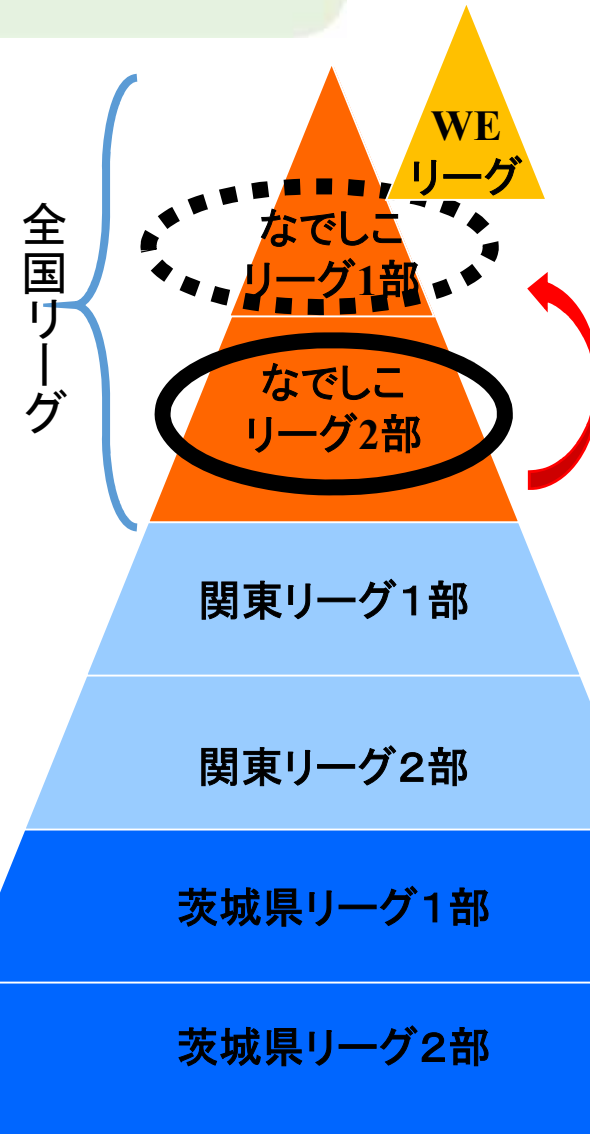 WE
リーグ
全国リーグ
なでしこ
リーグ1部
なでしこ
リーグ2部
関東リーグ１部
関東リーグ２部
茨城県リーグ１部
茨城県リーグ２部